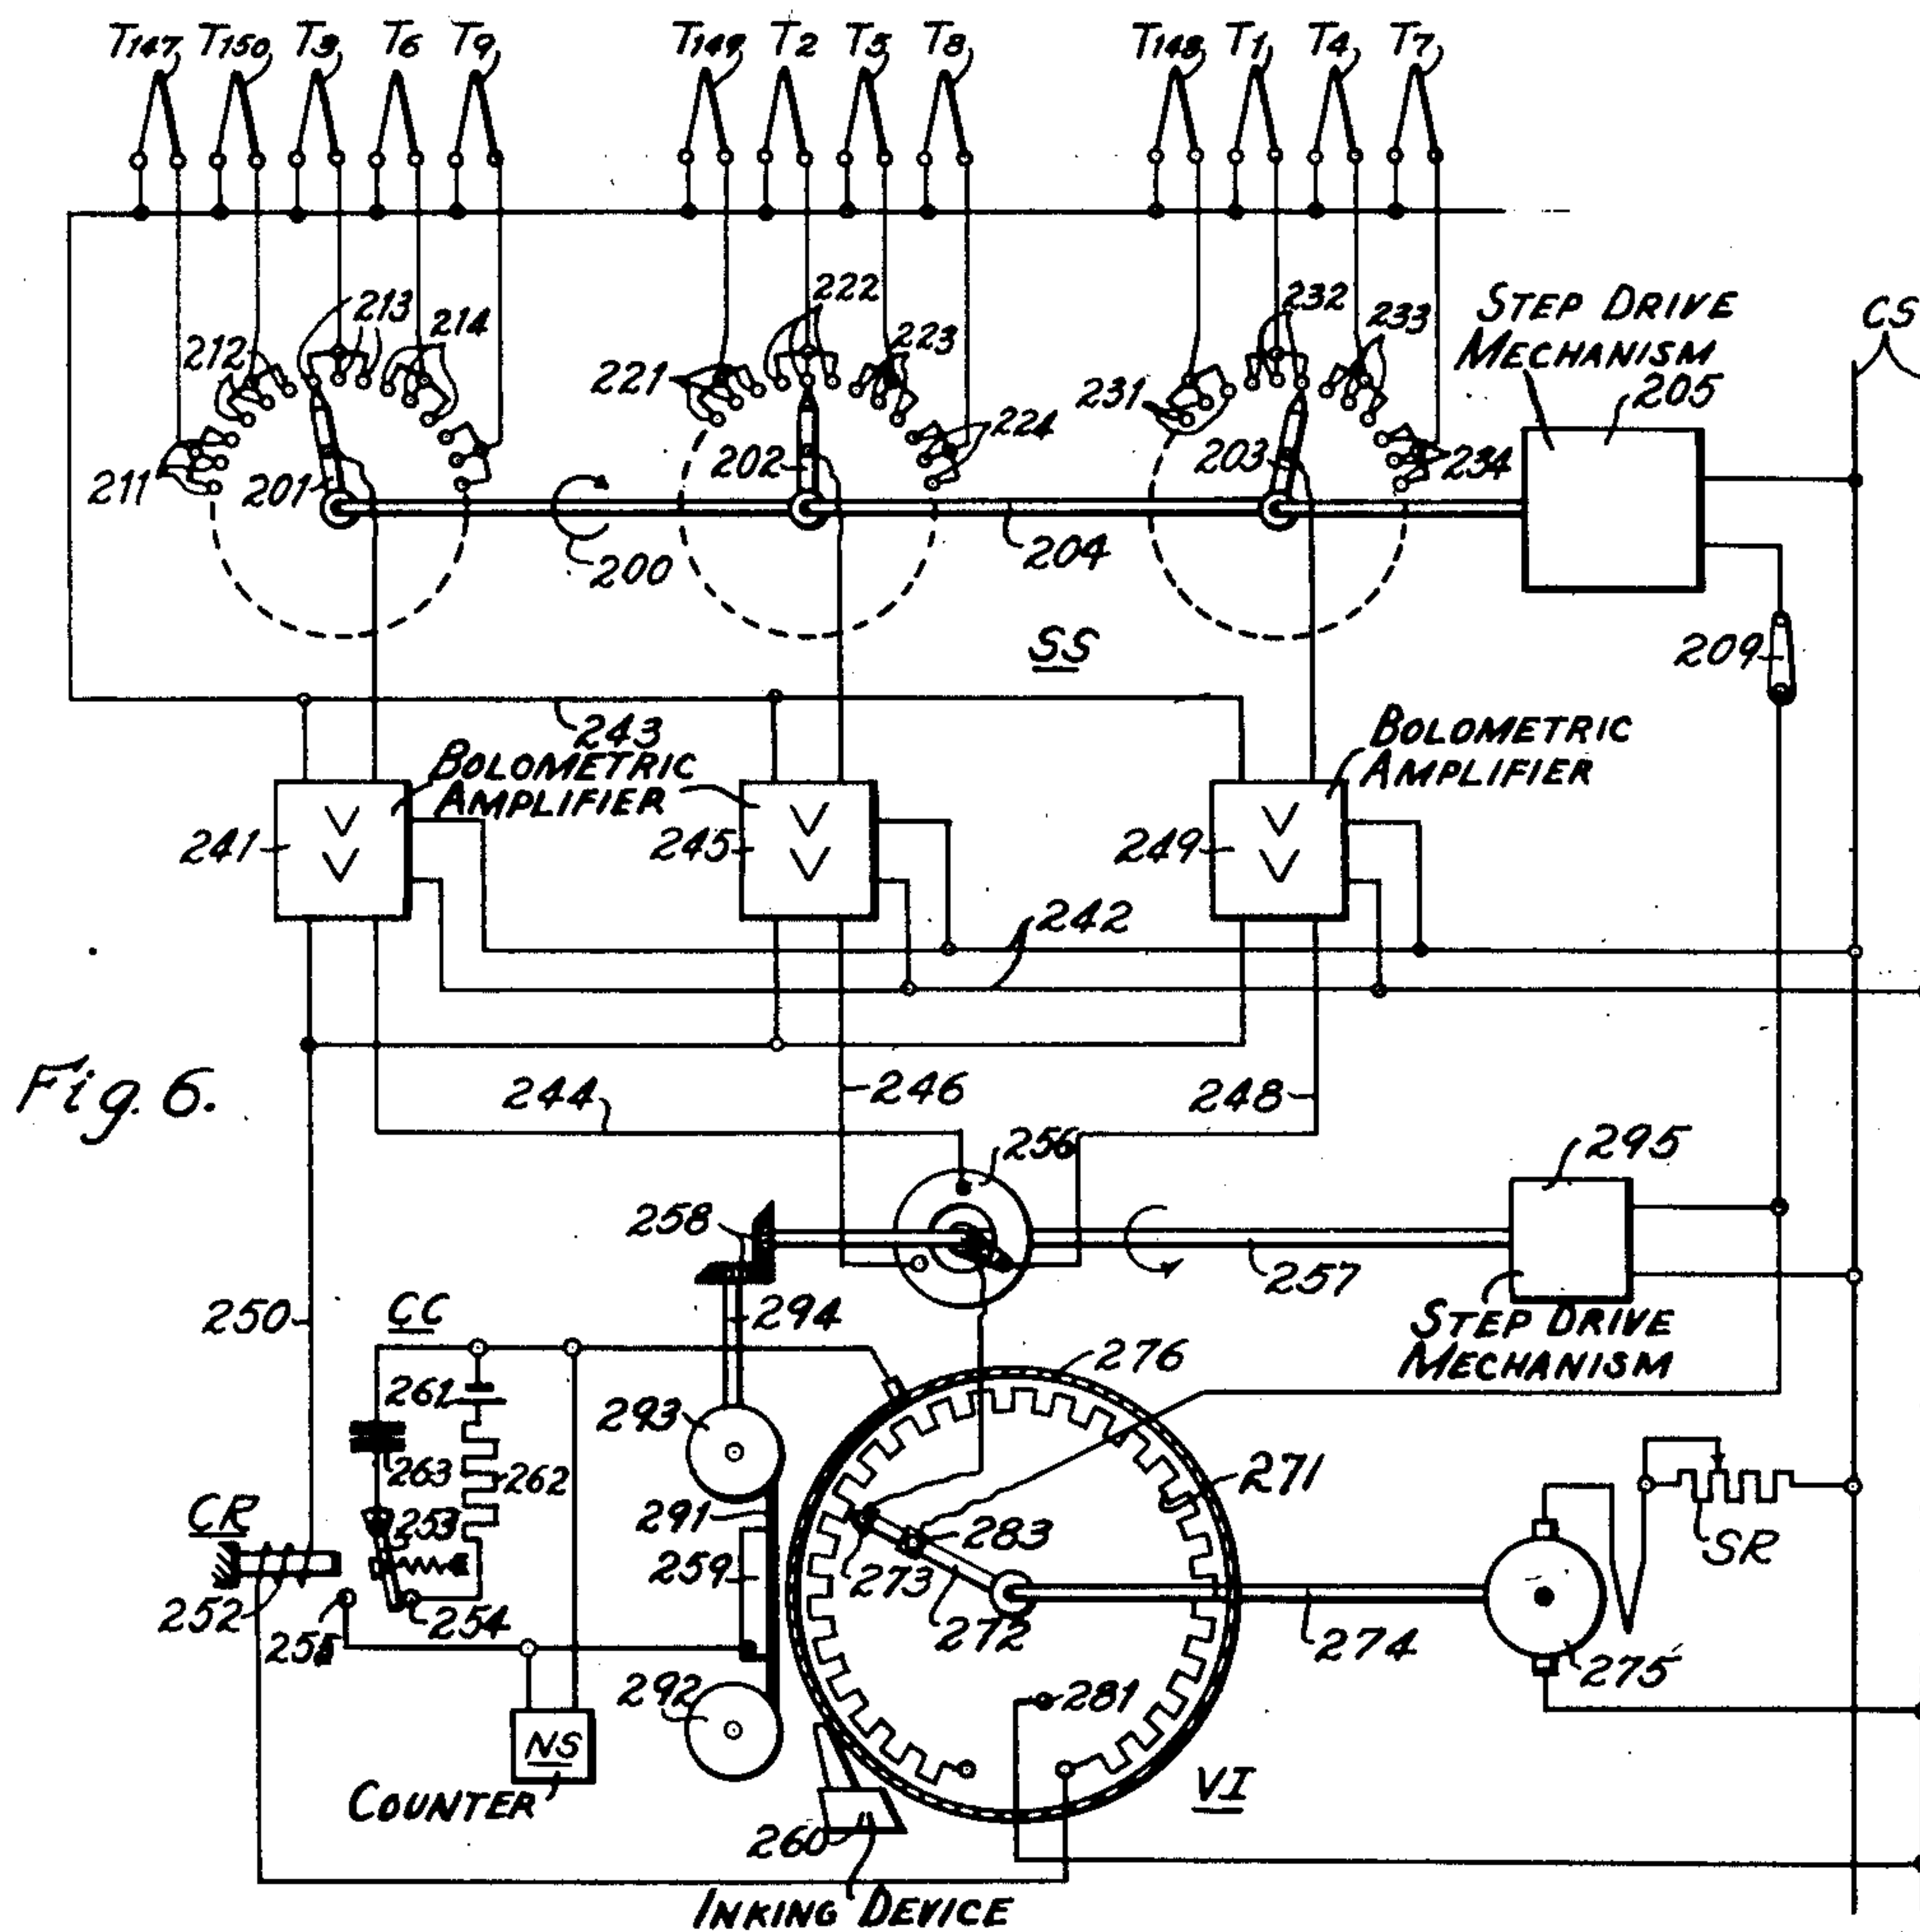 T147 T150 T3 T6 T9 T149 T2 T5 T8 T148 T1 T4 T7
213 222 232
212 214 223 233
STEP DRIVE
MECHANISM
CS
205
221 231
211 201 202 224 203 234
200 204
SS
209
243
BOLOMETRIC
AMPLIFIER
BOLOMETRIC
AMPLIFIER
241 245 249
242
Fig. 6.
244 246 248
256 295
258
257
250 CC 294
STEP DRIVE
MECHANISM
276
261
293
263 262 271
CR 253 291 283 SR
259 273
252 254 272
255 274 275
292 281
NS
COUNTER
VI
260
INKING DEVICE